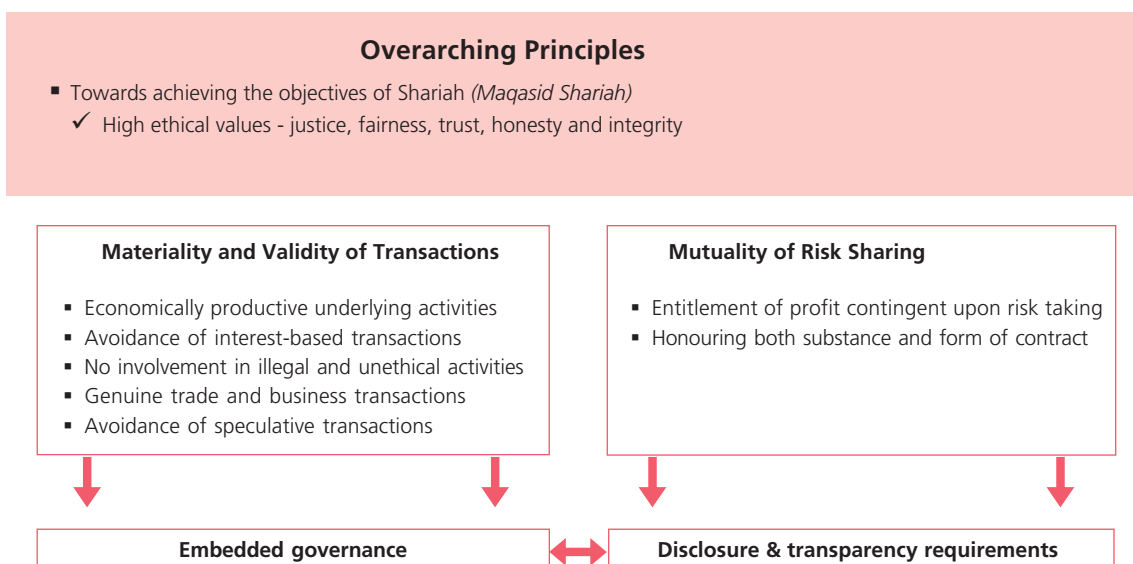 Overarching Principles
▪ Towards achieving the objectives of Shariah (Maqasid Shariah)
✓ High ethical values - justice, fairness, trust, honesty and integrity
Materiality and Validity of Transactions
▪ Economically productive underlying activities
▪ Avoidance of interest-based transactions
▪ No involvement in illegal and unethical activities
▪ Genuine trade and business transactions
▪ Avoidance of speculative transactions
Mutuality of Risk Sharing
▪ Entitlement of profit contingent upon risk taking
▪ Honouring both substance and form of contract
Embedded governance
Disclosure & transparency requirements